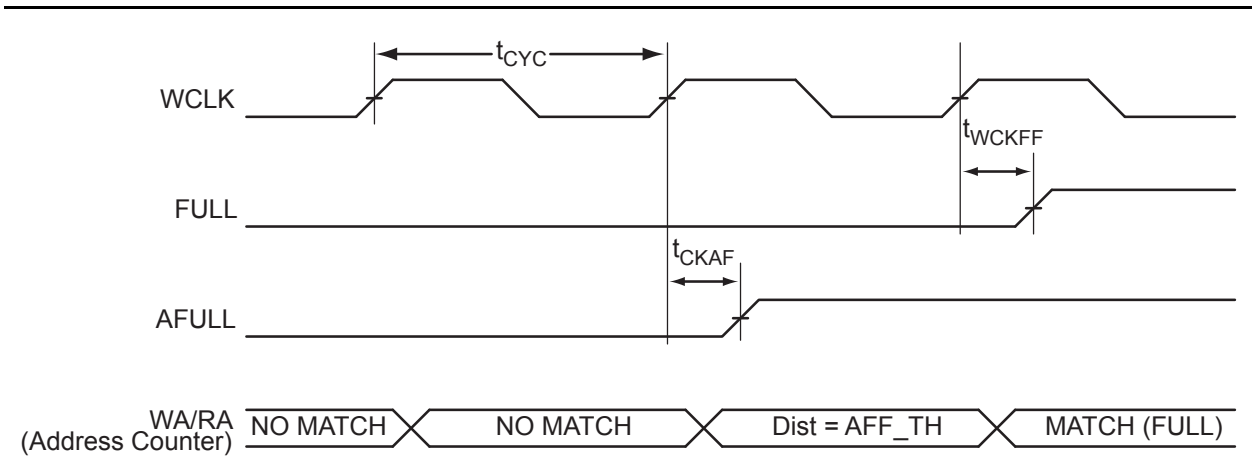 tCYC
WCLK
tWCKFF
FULL
tCKAF
AFULL
WA/RA
(Address Counter)
NO MATCH
NO MATCH
Dist = AFF_TH
MATCH (FULL)